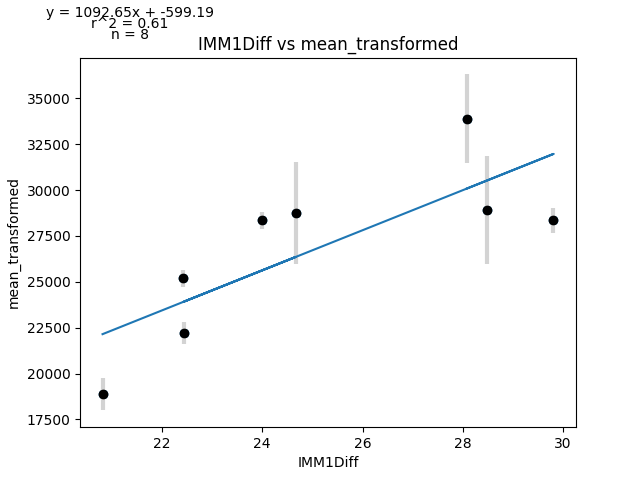 y = 1092.65x + -599.19
r^2 = 0.61
n = 8
IMM1Diff vs mean_transformed
mean_transformed
35000
32500
30000
27500
25000
22500
20000
17500
22
24
26
28
30
IMM1Diff